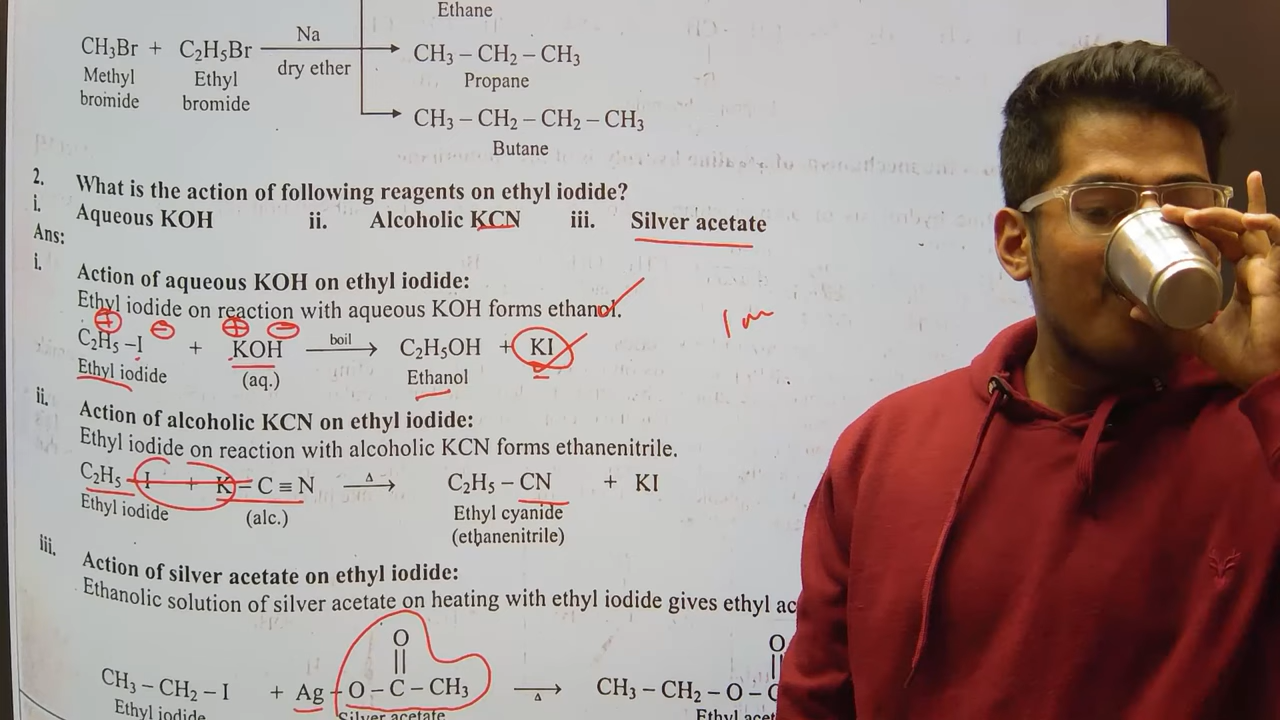 Ethane
CH3Br + C2H5Br Na CH3 – CH2 – CH3
dry ether
Methyl Ethyl Propane
bromide bromide
CH3 – CH2 – CH2 – CH3
Butane
2. What is the action of following reagents on ethyl iodide?
i. Aqueous KOH ii. Alcoholic KCN iii. Silver acetate
Ans:
i. Action of aqueous KOH on ethyl iodide:
Ethyl iodide on reaction with aqueous KOH forms ethanol.
+ – + –
C2H5 –I + KOH boil C2H5OH + KI
Ethyl iodide (aq.) Ethanol
1 m
ii. Action of alcoholic KCN on ethyl iodide:
Ethyl iodide on reaction with alcoholic KCN forms ethanenitrile.
C2H5 – I + K – C ≡ N Δ C2H5 – CN + KI
Ethyl iodide (alc.) Ethyl cyanide
(ethanenitrile)
iii. Action of silver acetate on ethyl iodide:
Ethanolic solution of silver acetate on heating with ethyl iodide gives ethyl ac
O O
|| ||
CH3 – CH2 – I + Ag – O – C – CH3 Δ CH3 – CH2 – O – C
Ethyl iodide Silver acetate Ethyl acet